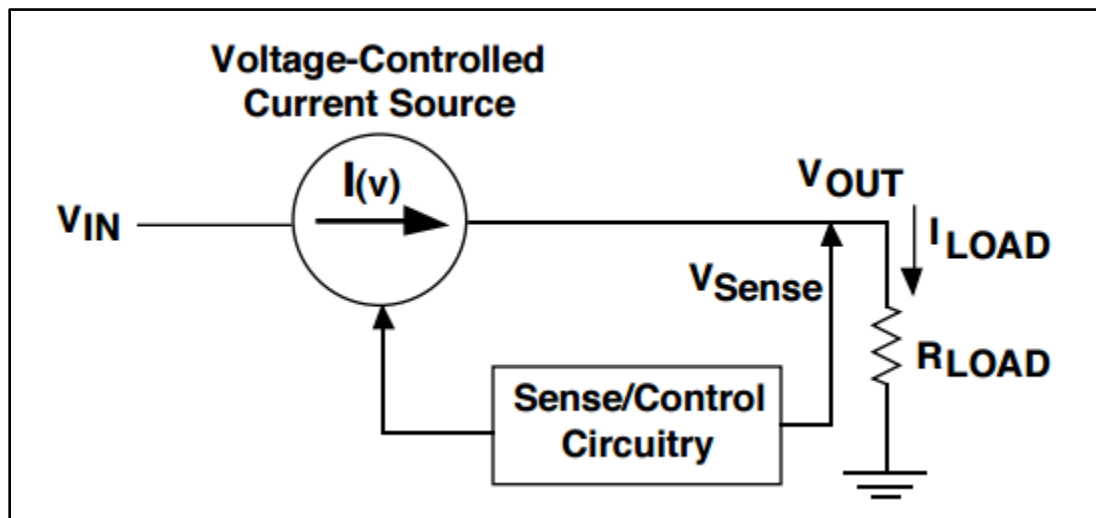 Voltage-Controlled
Current Source
I(v)
VIN
VOUT
ILOAD
VSense
RLOAD
Sense/Control
Circuitry